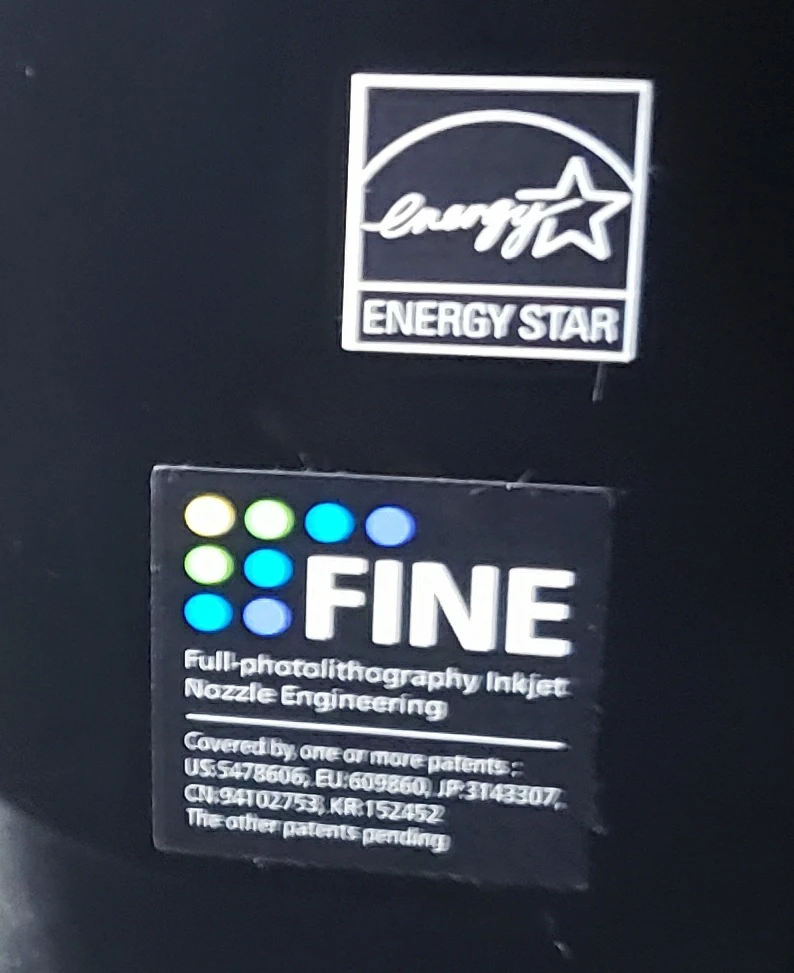 energy
ENERGY STAR
FINE
Full-photolithography Inkjet
Nozzle Engineering
Covered by one or more patents :
US:5478606, EU:609860, JP:3143307,
CN:94102753, KR:152452
The other patents pending